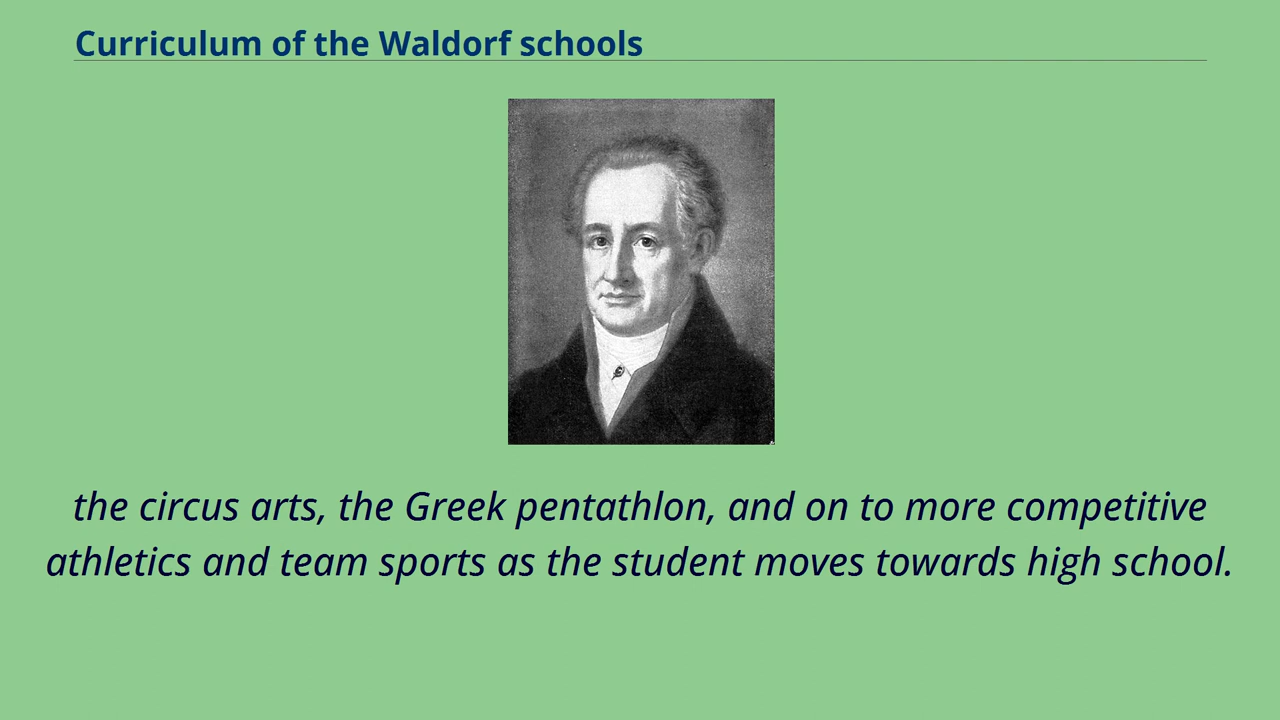 Curriculum of the Waldorf schools
the circus arts, the Greek pentathlon, and on to more competitive
athletics and team sports as the student moves towards high school.